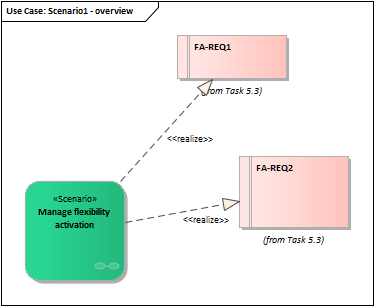 Use Case: Scenario1 - overview
FA-REQ1
(from Task 5.3)
<<realize>>
FA-REQ2
«Scenario»
Manage flexibility
activation
<<realize>>
(from Task 5.3)